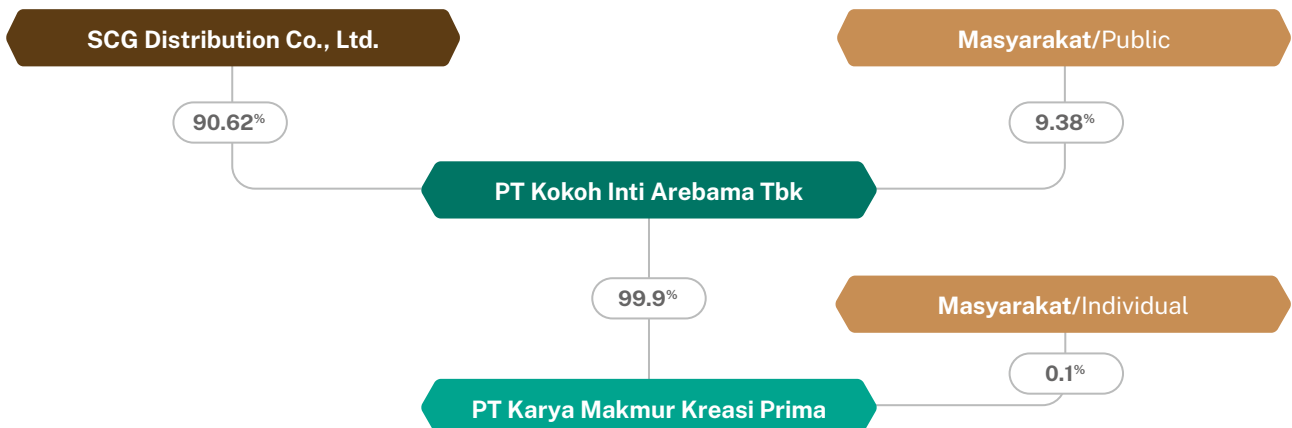 SCG Distribution Co., Ltd.
Masyarakat/Public
90.62%
9.38%
PT Kokoh Inti Arebama Tbk
99.9%
Masyarakat/Individual
0.1%
PT Karya Makmur Kreasi Prima